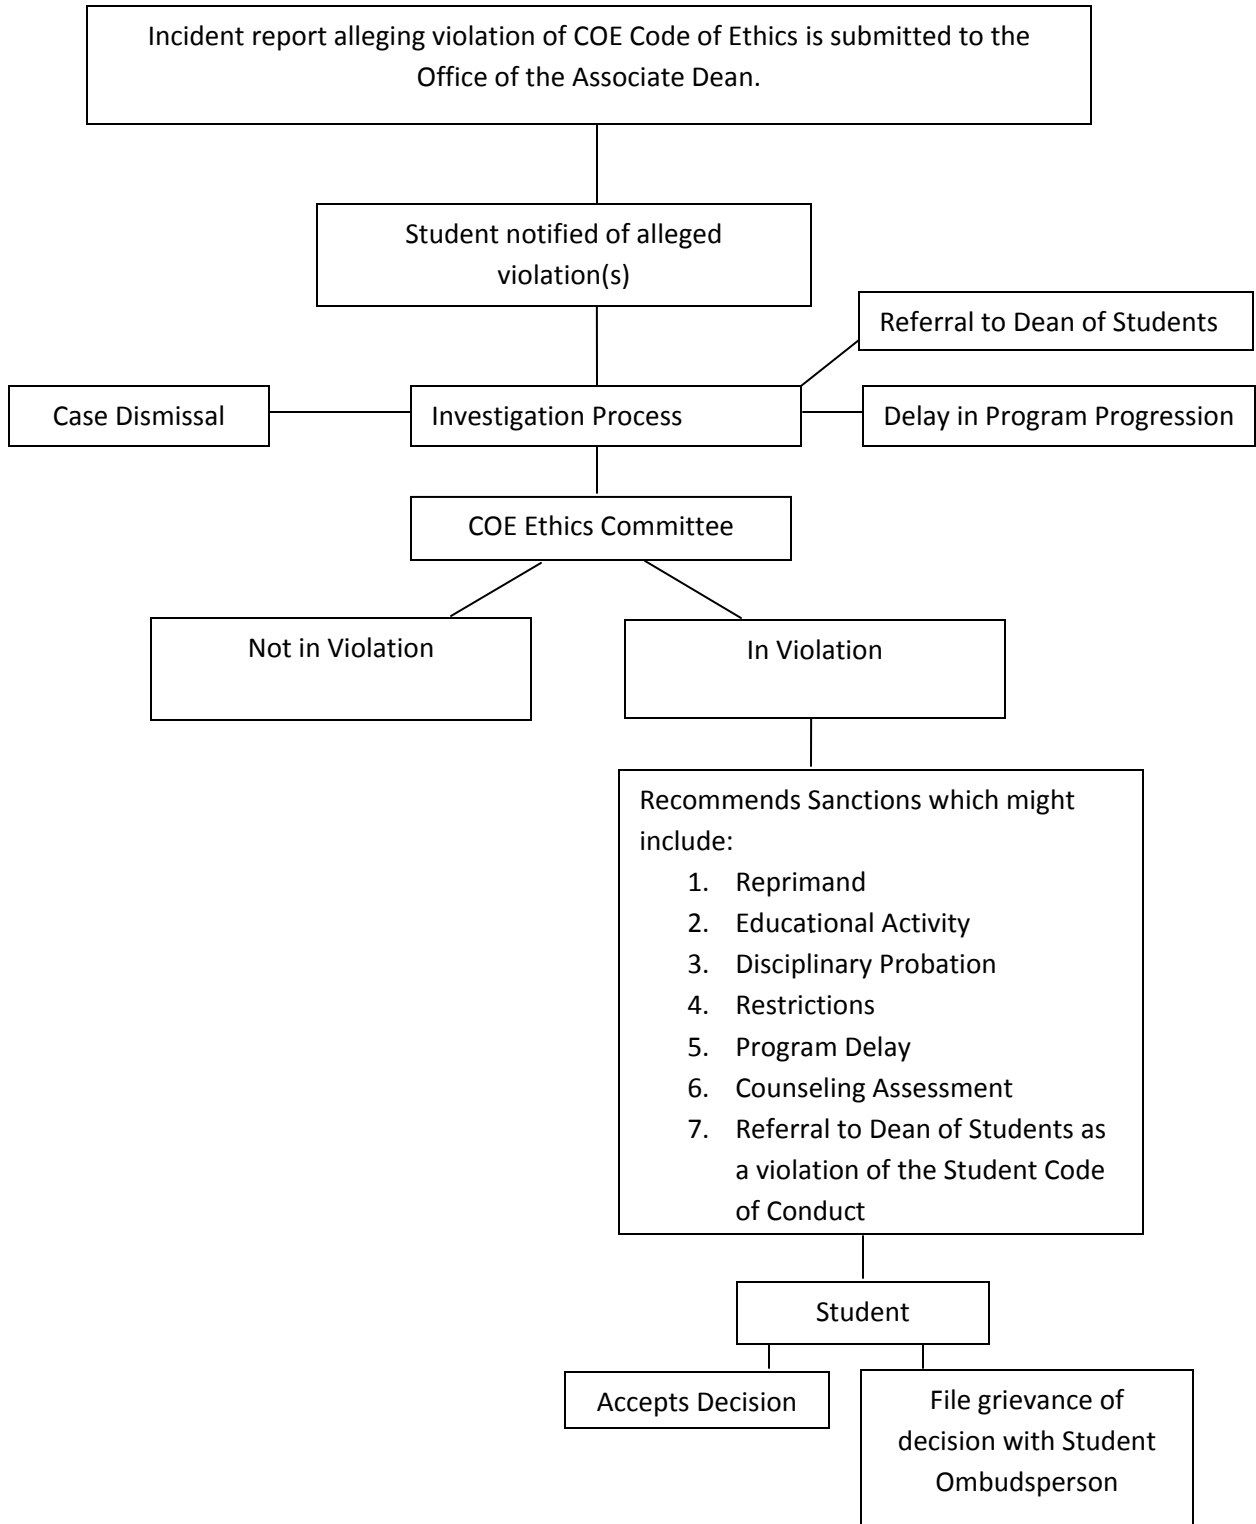 Incident report alleging violation of COE Code of Ethics is submitted to the
Office of the Associate Dean.
Student notified of alleged
violation(s)
Referral to Dean of Students
Case Dismissal
Investigation Process
Delay in Program Progression
COE Ethics Committee
Not in Violation
In Violation
Recommends Sanctions which might
include:
1. Reprimand
2. Educational Activity
3. Disciplinary Probation
4. Restrictions
5. Program Delay
6. Counseling Assessment
7. Referral to Dean of Students as
a violation of the Student Code
of Conduct
Student
Accepts Decision
File grievance of
decision with Student
Ombudsperson